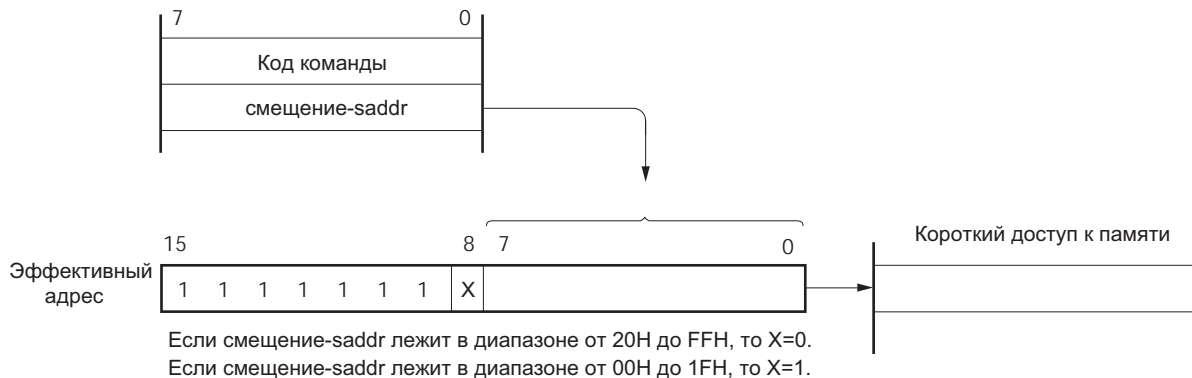 7 0
Код команды
смещение-saddr
15 8 7 0
Короткий доступ к памяти
Эффективный
адрес
1 1 1 1 1 1 1 X
Если смещение-saddr лежит в диапазоне от 20H до FFH, то X=0.
Если смещение-saddr лежит в диапазоне от 00H до 1FH, то X=1.